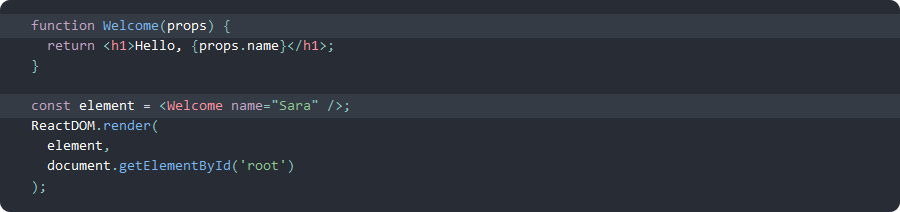 function Welcome(props) {
  return <h1>Hello, {props.name}</h1>;
}

const element = <Welcome name="Sara" />;
ReactDOM.render(
  element,
  document.getElementById('root')
);